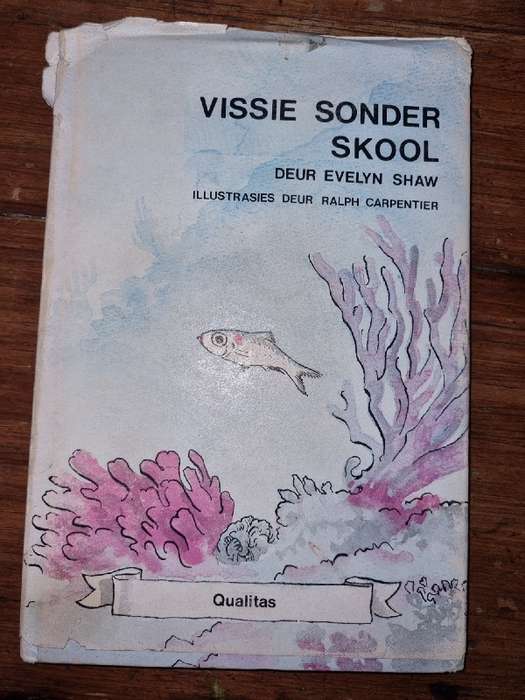 VISSIE SONDER
SKOOL
DEUR EVELYN SHAW
ILLUSTRASIES DEUR RALPH CARPENTIER
Qualitas